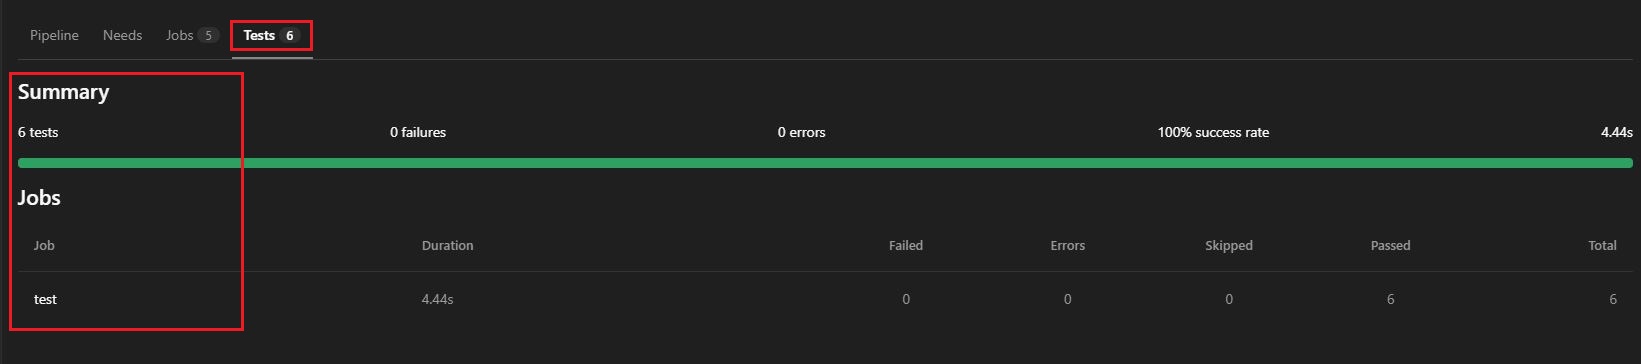 Pipeline Needs Jobs 5 Tests 6
Summary
6 tests 0 failures 0 errors 100% success rate 4.44s
Jobs
Job Duration Failed Errors Skipped Passed Total
test 4.44s 0 0 0 6 6